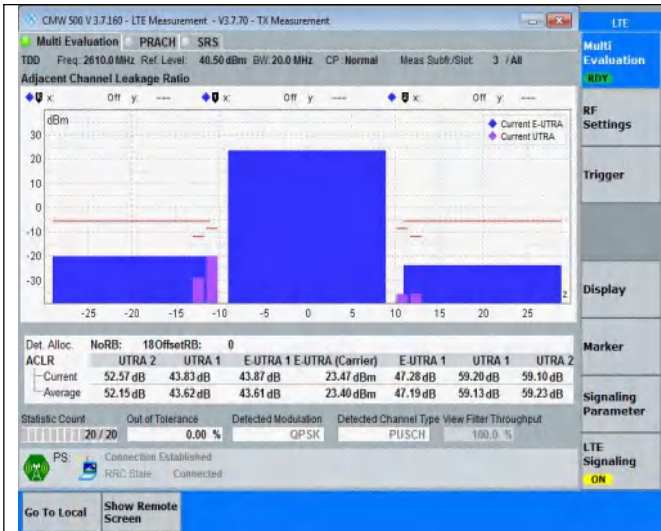 CMW 500 V 3.7.160 - LTE Measurement - V3.7.70 - TX Measurement
LTE
Multi Evaluation PRACH SRS
Multi Evaluation
RDY
TDD Freq: 2610.0 MHz Ref. Level: 40.50 dBm BW: 20.0 MHz CP: Normal Meas Subfr./Slot: 3 / All
Adjacent Channel Leakage Ratio
x: Off y: --- x: Off y: --- x: Off y: ---
dBm
Current E-UTRA
Current UTRA
30
20
10
0
-10
-20
-30
-25 -20 -15 -10 -5 0 5 10 15 20 25
RF Settings
Trigger
Display
Marker
Signaling Parameter
LTE Signaling
ON
Det. Alloc. NoRB: 18 OffsetRB: 0
ACLR UTRA 2 UTRA 1 E-UTRA 1 E-UTRA (Carrier) E-UTRA 1 UTRA 1 UTRA 2
Current 52.57 dB 43.83 dB 43.87 dB 23.47 dBm 47.28 dB 59.20 dB 59.10 dB
Average 52.15 dB 43.62 dB 43.61 dB 23.40 dBm 47.19 dB 59.13 dB 59.23 dB
Statistic Count Out of Tolerance Detected Modulation Detected Channel Type View Filter Throughput
20 / 20 0.00 % QPSK PUSCH 100.0 %
PS: Connection Established
RRC State Connected
Go To Local
Show Remote Screen